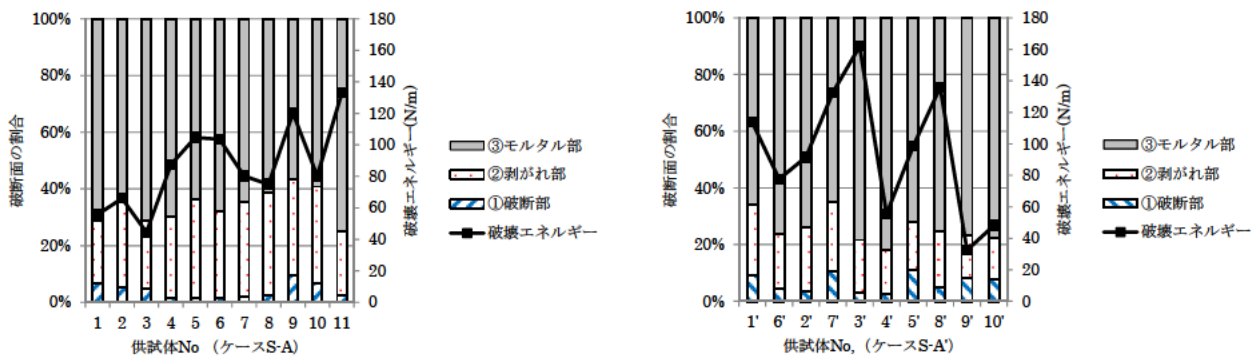 100%
80%
60%
40%
20%
0%
破断面の割合
180
160
140
120
100
80
60
40
20
0
破壊エネルギー(N/m)
1 2 3 4 5 6 7 8 9 10 11
供試体No （ケースS-A）
③モルタル部
②剥がれ部
①破断部
破壊エネルギー
100%
80%
60%
40%
20%
0%
破断面の割合
180
160
140
120
100
80
60
40
20
0
破壊エネルギー(N/m)
1' 6' 2' 7' 3' 4' 5' 8' 9' 10'
供試体No,（ケースS-A'）
③モルタル部
②剥がれ部
①破断部
破壊エネルギー